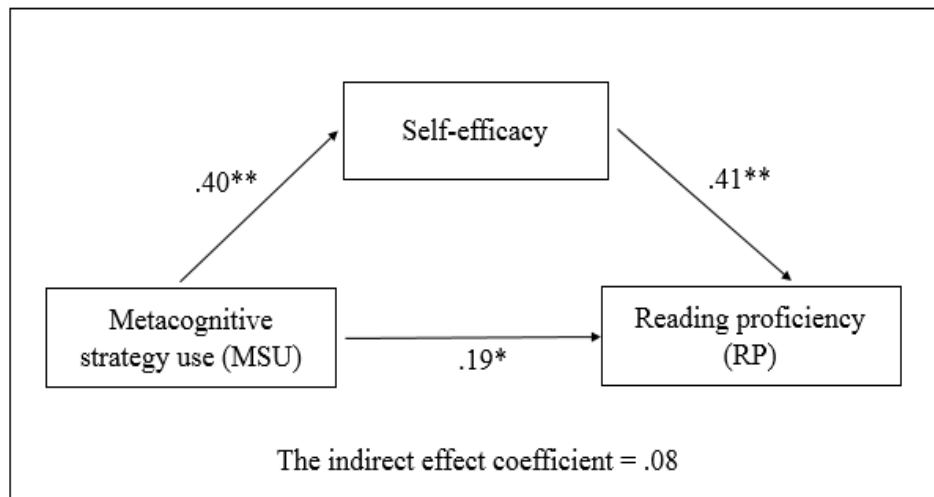 Self-efficacy
.40**
.41**
Metacognitive
strategy use (MSU)
.19*
Reading proficiency
(RP)
The indirect effect coefficient = .08